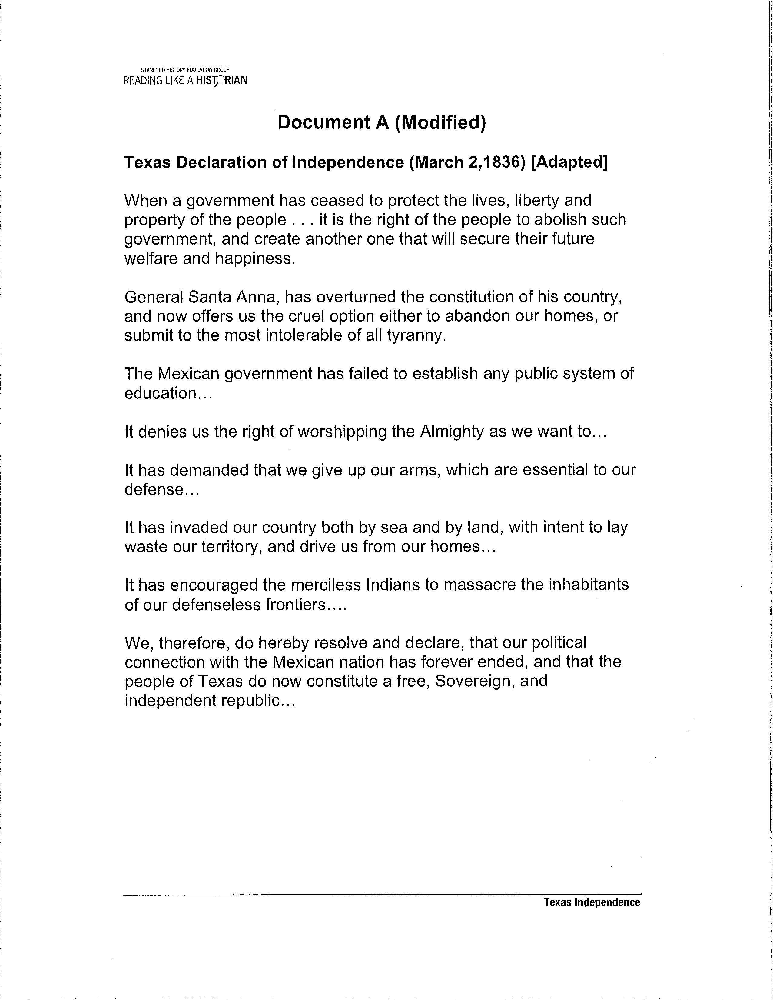 STANFORD HISTORY EDUCATION GROUP
READING LIKE A HISTORIAN
Document A (Modified)
Texas Declaration of Independence (March 2,1836) [Adapted]
When a government has ceased to protect the lives, liberty and
property of the people . . . it is the right of the people to abolish such
government, and create another one that will secure their future
welfare and happiness.
General Santa Anna, has overturned the constitution of his country,
and now offers us the cruel option either to abandon our homes, or
submit to the most intolerable of all tyranny.
The Mexican government has failed to establish any public system of
education...
It denies us the right of worshipping the Almighty as we want to...
It has demanded that we give up our arms, which are essential to our
defense...
It has invaded our country both by sea and by land, with intent to lay
waste our territory, and drive us from our homes...
It has encouraged the merciless Indians to massacre the inhabitants
of our defenseless frontiers....
We, therefore, do hereby resolve and declare, that our political
connection with the Mexican nation has forever ended, and that the
people of Texas do now constitute a free, Sovereign, and
independent republic...
Texas Independence